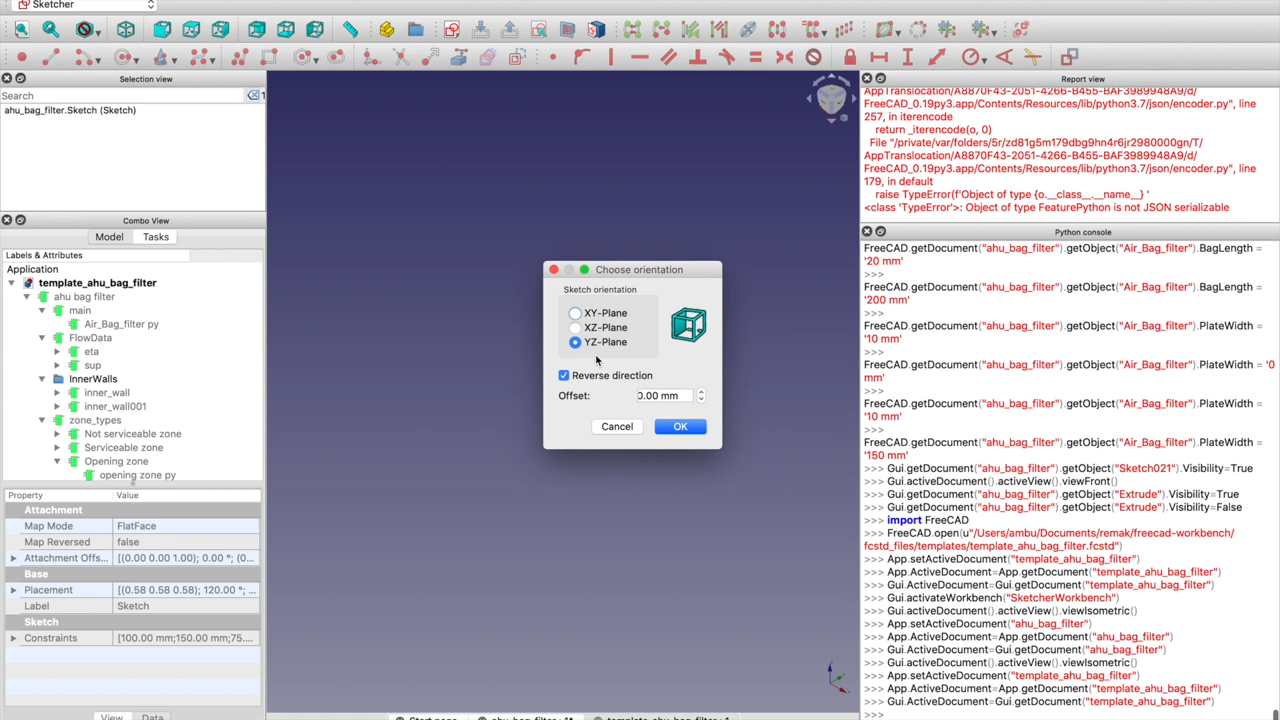 Sketcher
Selection view
Search
1
ahu_bag_filter.Sketch (Sketch)
Combo View
Model
Tasks
Labels & Attributes
Application
template_ahu_bag_filter
ahu bag filter
main
Air_Bag_filter py
FlowData
eta
sup
InnerWalls
inner_wall
inner_wall001
zone_types
Not serviceable zone
Serviceable zone
Opening zone
opening zone py
Property
Value
Attachment
Map Mode
FlatFace
Map Reversed
false
Attachment Offs...
[(0.00 0.00 1.00); 0.00 °; (0...
Base
Placement
[(0.58 0.58 0.58); 120.00 °; ...
Label
Sketch
Sketch
Constraints
[100.00 mm;150.00 mm;75....
View
Data
Choose orientation
Sketch orientation
XY-Plane
XZ-Plane
YZ-Plane
Reverse direction
Offset:
0.00 mm
Cancel
OK
Start page
ahu_bag_filter : 1*
template_ahu_bag_filter : 1
Report view
AppTranslocation/A8870F43-2051-4266-B455-BAF3989948A9/d/
FreeCAD_0.19py3.app/Contents/Resources/lib/python3.7/json/encoder.py", line
257, in iterencode
return _iterencode(o, 0)
File "/private/var/folders/5r/zd81g5m179dbg9hn4r6jr2980000gn/T/
AppTranslocation/A8870F43-2051-4266-B455-BAF3989948A9/d/
FreeCAD_0.19py3.app/Contents/Resources/lib/python3.7/json/encoder.py", line
179, in default
raise TypeError(f'Object of type {o.__class__.__name__} '
<class 'TypeError'>: Object of type FeaturePython is not JSON serializable
Python console
FreeCAD.getDocument("ahu_bag_filter").getObject("Air_Bag_filter").BagLength =
'20 mm'
>>>
FreeCAD.getDocument("ahu_bag_filter").getObject("Air_Bag_filter").BagLength =
'200 mm'
>>>
FreeCAD.getDocument("ahu_bag_filter").getObject("Air_Bag_filter").PlateWidth =
'10 mm'
>>>
FreeCAD.getDocument("ahu_bag_filter").getObject("Air_Bag_filter").PlateWidth = '0
mm'
>>>
FreeCAD.getDocument("ahu_bag_filter").getObject("Air_Bag_filter").PlateWidth =
'10 mm'
>>>
FreeCAD.getDocument("ahu_bag_filter").getObject("Air_Bag_filter").PlateWidth =
'150 mm'
>>> Gui.getDocument("ahu_bag_filter").getObject("Sketch021").Visibility=True
>>> Gui.activeDocument().activeView().viewFront()
>>> Gui.getDocument("ahu_bag_filter").getObject("Extrude").Visibility=True
>>> Gui.getDocument("ahu_bag_filter").getObject("Extrude").Visibility=False
>>> import FreeCAD
>>> FreeCAD.open(u"/Users/ambu/Documents/remak/freecad-workbench/
fcstd_files/templates/template_ahu_bag_filter.fcstd")
>>> App.setActiveDocument("template_ahu_bag_filter")
>>> App.ActiveDocument=App.getDocument("template_ahu_bag_filter")
>>> Gui.ActiveDocument=Gui.getDocument("template_ahu_bag_filter")
>>> Gui.activateWorkbench("SketcherWorkbench")
>>> Gui.activeDocument().activeView().viewIsometric()
>>> App.setActiveDocument("ahu_bag_filter")
>>> App.ActiveDocument=App.getDocument("ahu_bag_filter")
>>> Gui.ActiveDocument=Gui.getDocument("ahu_bag_filter")
>>> Gui.activeDocument().activeView().viewIsometric()
>>> App.setActiveDocument("template_ahu_bag_filter")
>>> App.ActiveDocument=App.getDocument("template_ahu_bag_filter")
>>> Gui.ActiveDocument=Gui.getDocument("template_ahu_bag_filter")
>>>